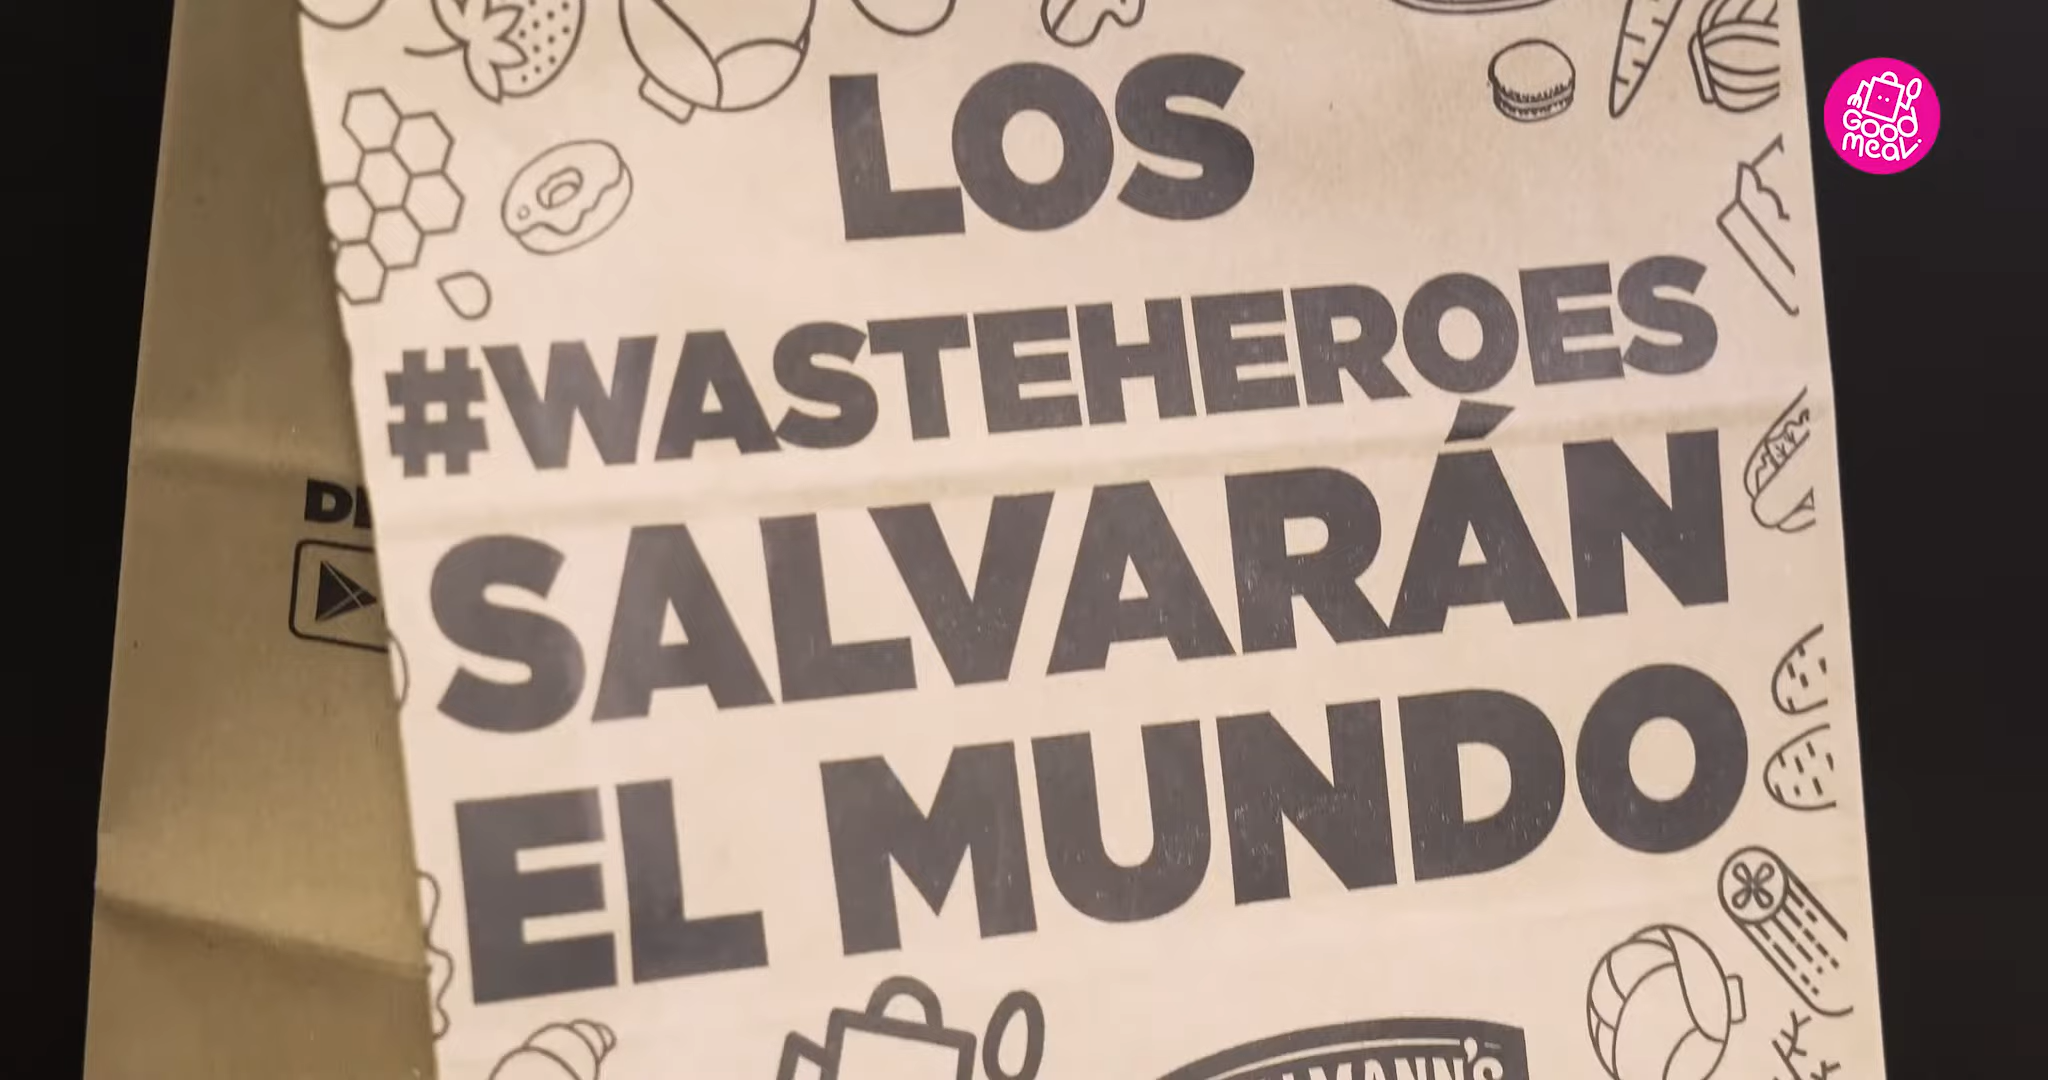 LOS
#WASTEHEROES
SALVARÁN
EL MUNDO
GOOD
MEAL.